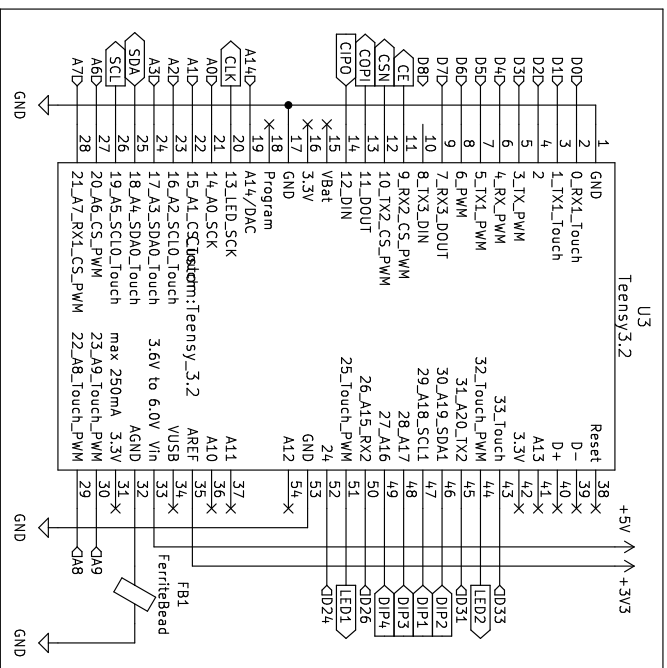 U3
Teensy3.2
+5V
+3V3
1 GND Reset 38
D0 2 0_RX1_Touch D- 39
D1 3 1_TX1_Touch D+ 40
D2 4 2 A13 41
D3 5 3_TX_PWM 3.3V 42
D4 6 4_RX_PWM 33_Touch 43 D33
D5 7 5_TX1_PWM 32_Touch_PWM 44 LED2
D6 8 6_PWM 31_A20_TX2 45 D31
D7 9 7_RX3_DOUT 30_A19_SDA1 46 DIP2
D8 10 8_TX3_DIN 29_A18_SCL1 47 DIP1
CE 11 9_RX2_CS_PWM 28_A17 48 DIP3
CSN 12 10_TX2_CS_PWM 27_A16 49 DIP4
COPI 13 11_DOUT 26_A15_RX2 50 D26
CIPO 14 12_DIN 25_Touch_PWM 51 LED1
15 VBat 24 52 D24
16 3.3V GND 53
17 GND A12 54
18 Program
A14 19 A14/DAC
CLK 20 13_LED_SCK A11 37
A0 21 14_A0_SCK A10 36
A1 22 15_A1_CS_Touch AREF 35
Custom:Teensy_3.2
A2 23 16_A2_SCL0_Touch VUSB 34
A3 24 17_A3_SDA0_Touch 3.6V to 6.0V Vin 33
SDA 25 18_A4_SDA0_Touch AGND 32
SCL 26 19_A5_SCL0_Touch max 250mA 3.3V 31
A6 27 20_A6_CS_PWM 23_A9_Touch_PWM 30 A9
A7 28 21_A7_RX1_CS_PWM 22_A8_Touch_PWM 29 A8
FB1
FerriteBead
GND
GND
GND